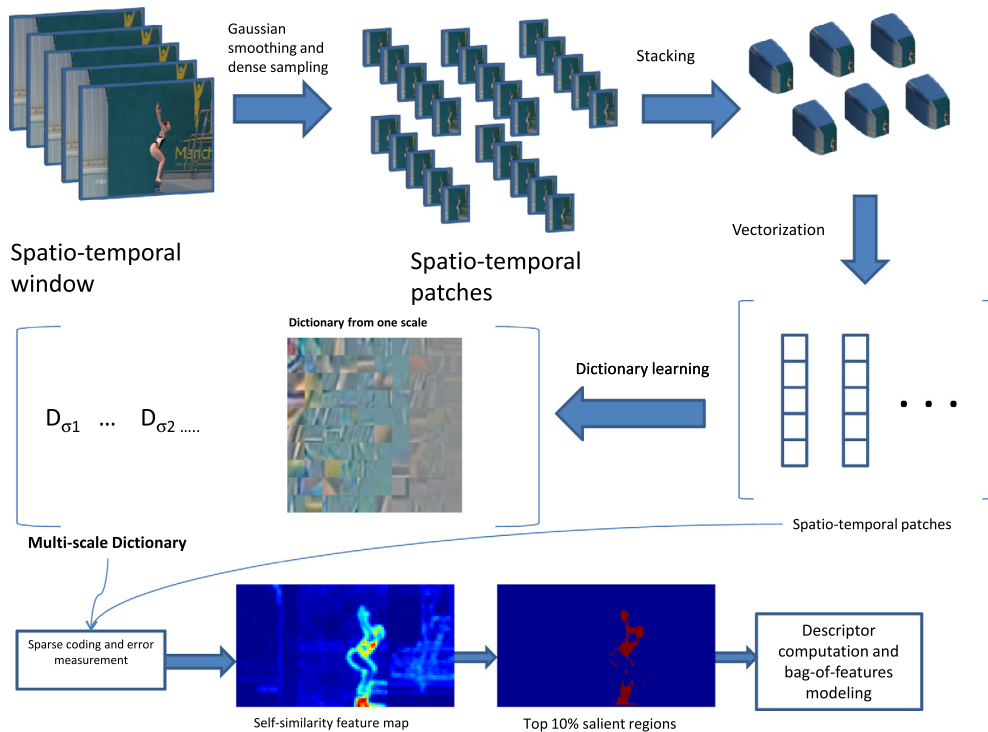 Gaussian
smoothing and
dense sampling
Stacking
Manch
Spatio-temporal
window
Spatio-temporal
patches
Vectorization
Dictionary from one scale
Dictionary learning
Dσ1 ... Dσ2 .....
. . .
Multi-scale Dictionary
Spatio-temporal patches
Sparse coding and error
measurement
Self-similarity feature map
Top 10% salient regions
Descriptor
computation and
bag-of-features
modeling